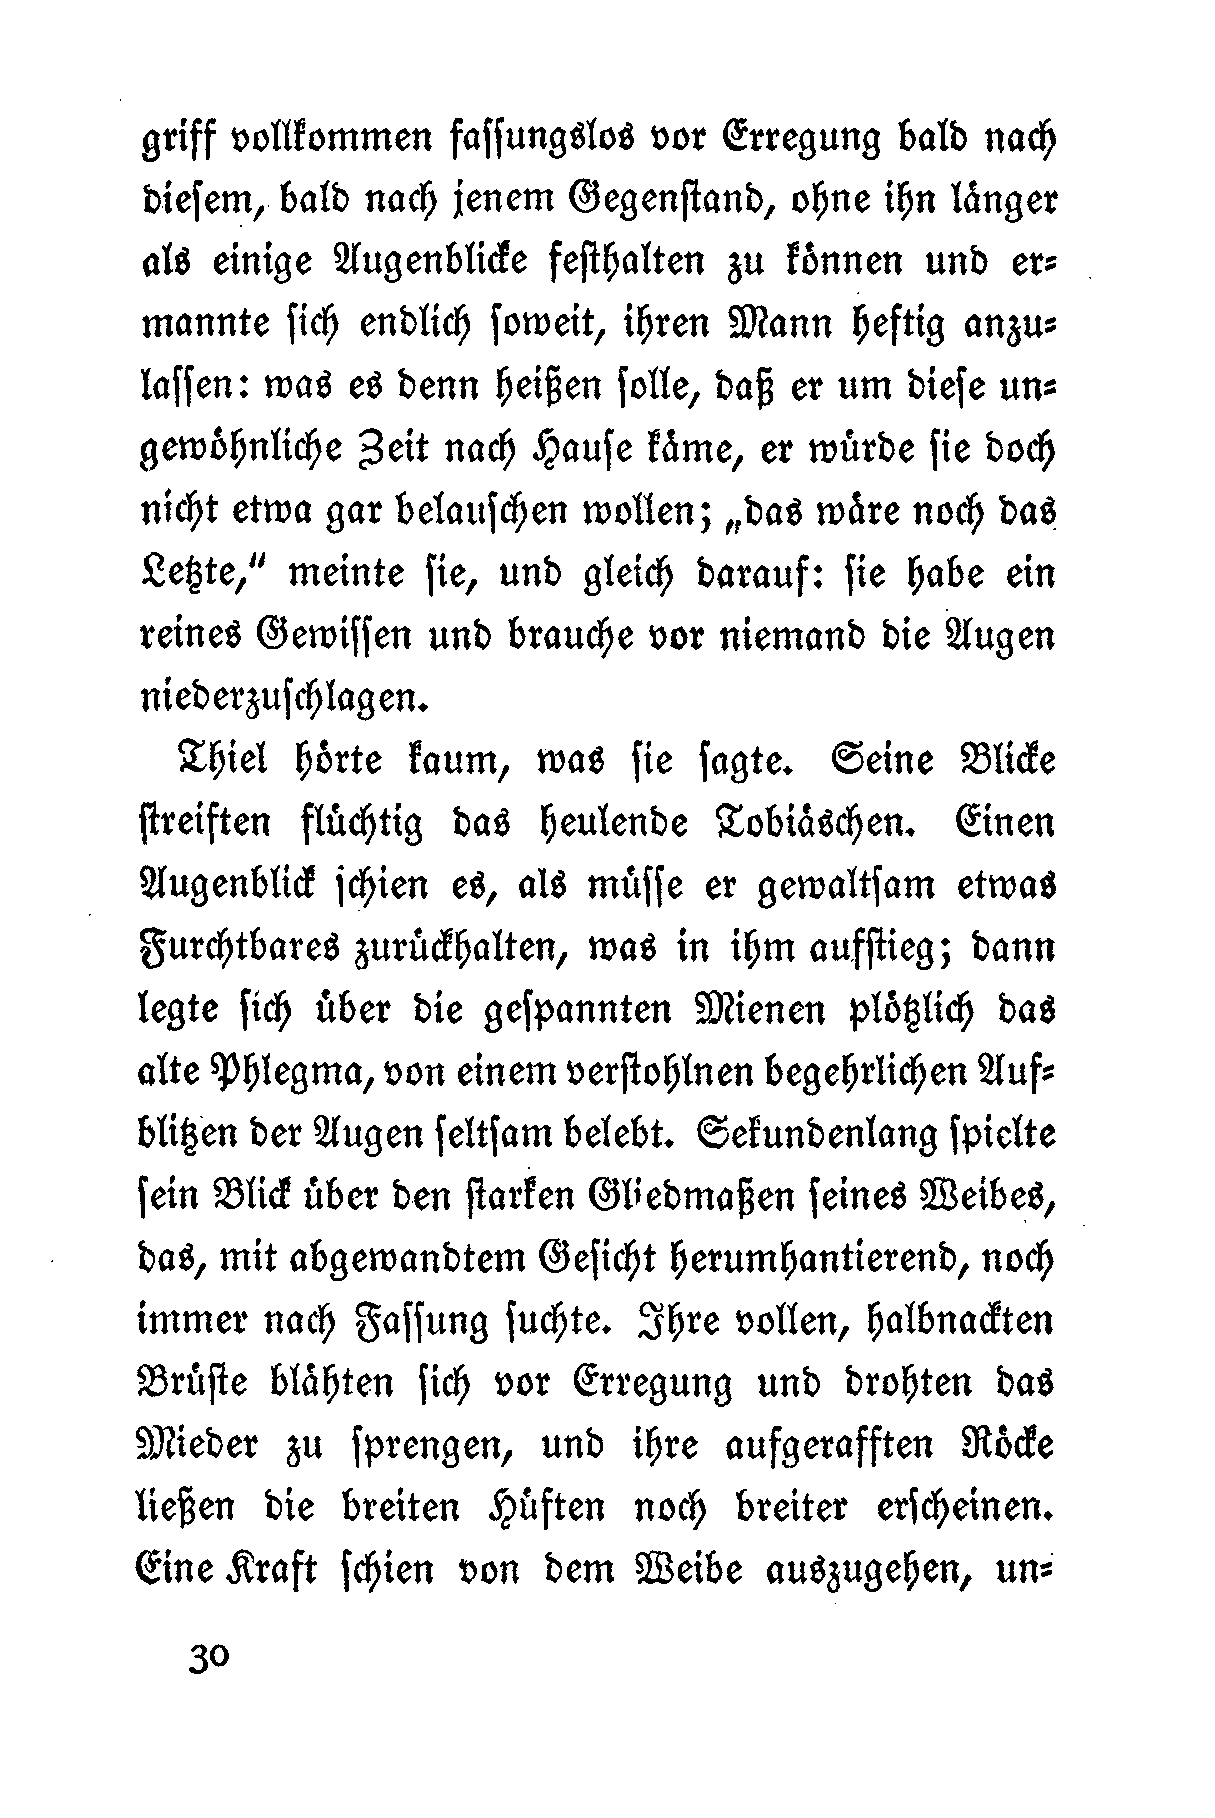 griff vollkommen faſſungslos vor Erregung bald nach
dieſem, bald nach jenem Gegenſtand, ohne ihn länger
als einige Augenblicke feſthalten zu können und er-
mannte ſich endlich ſoweit, ihren Mann heftig anzu-
laſſen: was es denn heißen ſolle, daß er um dieſe un-
gewöhnliche Zeit nach Hauſe käme, er würde ſie doch
nicht etwa gar belauſchen wollen; „das wäre noch das
Letzte,“ meinte ſie, und gleich darauf: ſie habe ein
reines Gewiſſen und brauche vor niemand die Augen
niederzuſchlagen.
Thiel hörte kaum, was ſie ſagte. Seine Blicke
ſtreiften flüchtig das heulende Tobiäschen. Einen
Augenblick ſchien es, als müſſe er gewaltſam etwas
Furchtbares zurückhalten, was in ihm aufſtieg; dann
legte ſich über die geſpannten Mienen plötzlich das
alte Phlegma, von einem verſtohlnen begehrlichen Auf-
blitzen der Augen ſeltſam belebt. Sekundenlang ſpielte
ſein Blick über den ſtarken Gliedmaßen ſeines Weibes,
das, mit abgewandtem Geſicht herumhantierend, noch
immer nach Faſſung ſuchte. Ihre vollen, halbnackten
Brüſte blähten ſich vor Erregung und drohten das
Mieder zu ſprengen, und ihre aufgerafften Röcke
ließen die breiten Hüften noch breiter erſcheinen.
Eine Kraft ſchien von dem Weibe auszugehen, un-
30